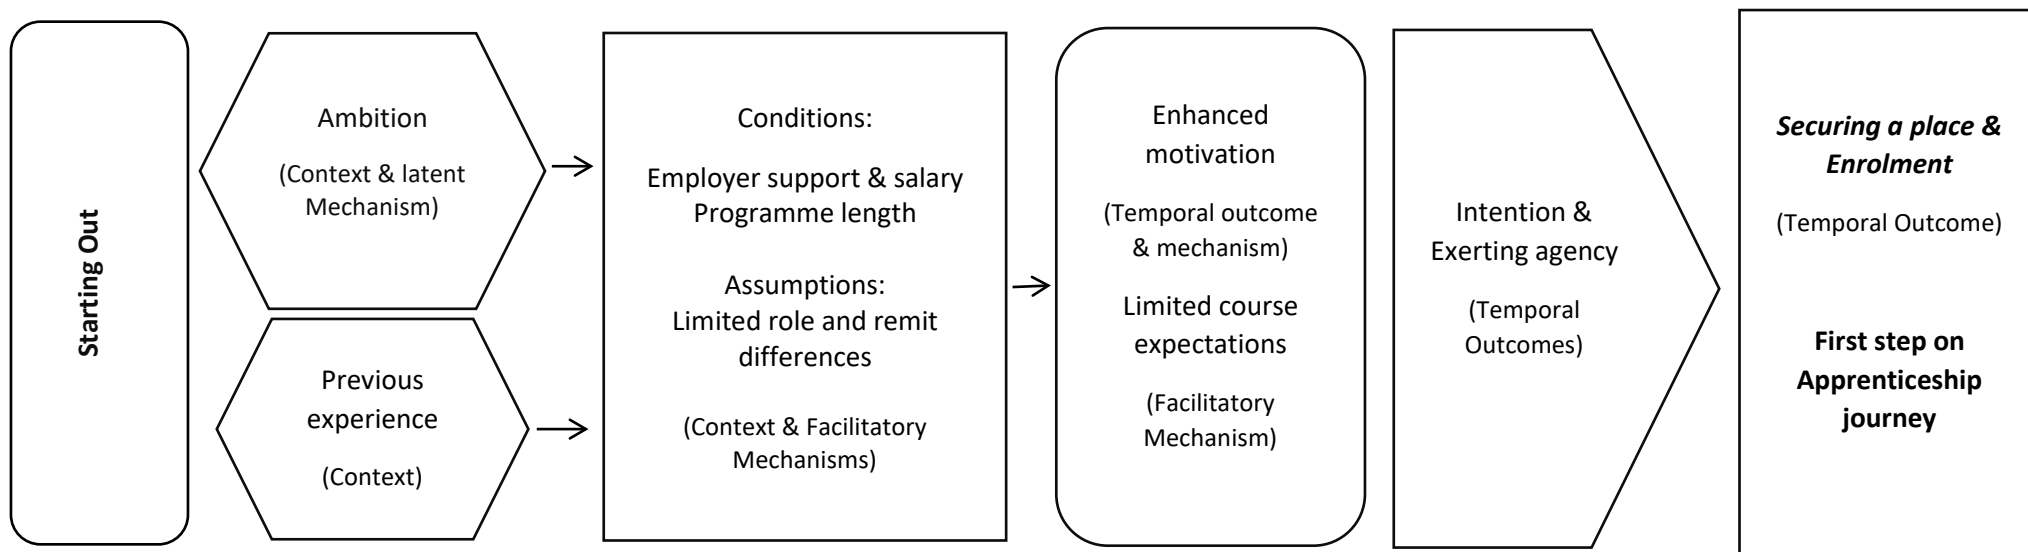 Starting Out
Ambition
(Context & latent
Mechanism)
Previous
experience
(Context)
Conditions:
Employer support & salary
Programme length
Assumptions:
Limited role and remit
differences
(Context & Facilitatory
Mechanisms)
Enhanced
motivation
(Temporal outcome
& mechanism)
Limited course
expectations
(Facilitatory
Mechanism)
Intention &
Exerting agency
(Temporal
Outcomes)
Securing a place &
Enrolment
(Temporal Outcome)
First step on
Apprenticeship
journey